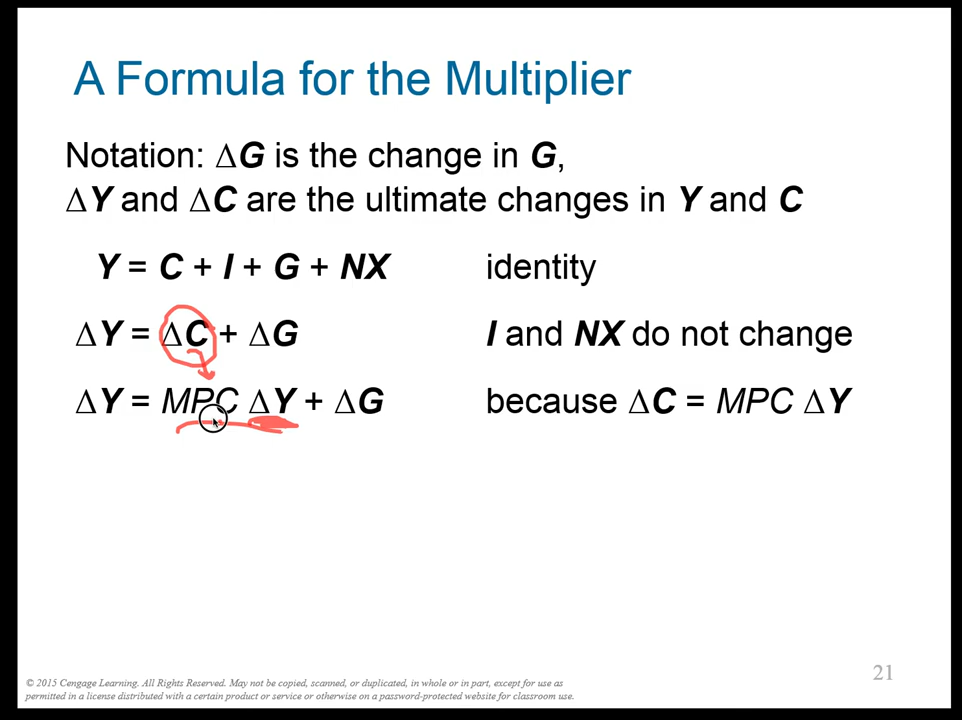 A Formula for the Multiplier
Notation: ΔG is the change in G,
ΔY and ΔC are the ultimate changes in Y and C
Y = C + I + G + NX identity
ΔY = ΔC + ΔG I and NX do not change
ΔY = MPC ΔY + ΔG because ΔC = MPC ΔY
21
© 2015 Cengage Learning. All Rights Reserved. May not be copied, scanned, or duplicated, in whole or in part, except for use as
permitted in a license distributed with a certain product or service or otherwise on a password-protected website for classroom use.